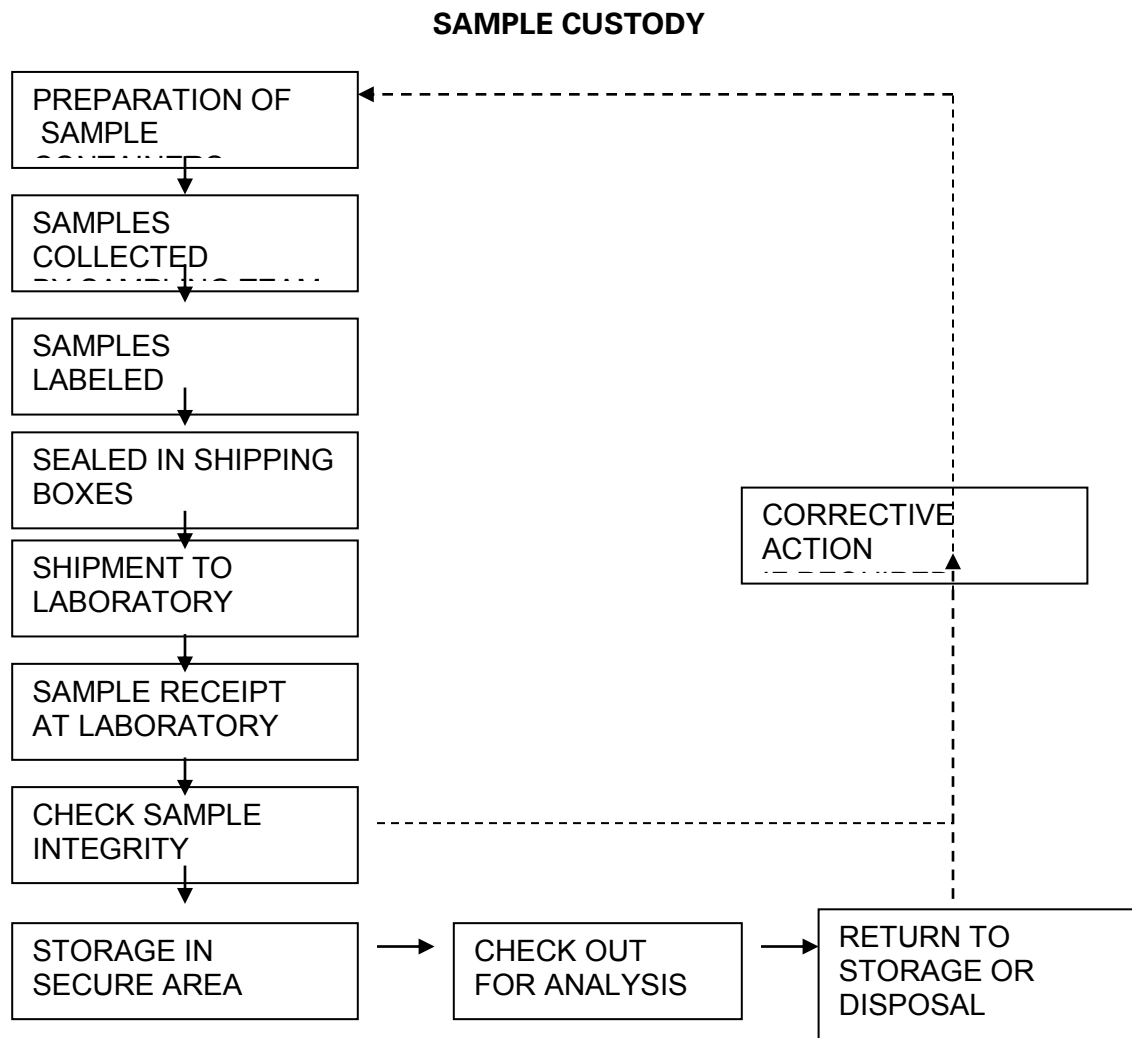 SAMPLE CUSTODY
PREPARATION OF
SAMPLE
SAMPLES
COLLECTED
SAMPLES
LABELED
SEALED IN SHIPPING
BOXES
SHIPMENT TO
LABORATORY
SAMPLE RECEIPT
AT LABORATORY
CHECK SAMPLE
INTEGRITY
STORAGE IN
SECURE AREA
CHECK OUT
FOR ANALYSIS
RETURN TO
STORAGE OR
DISPOSAL
CORRECTIVE
ACTION